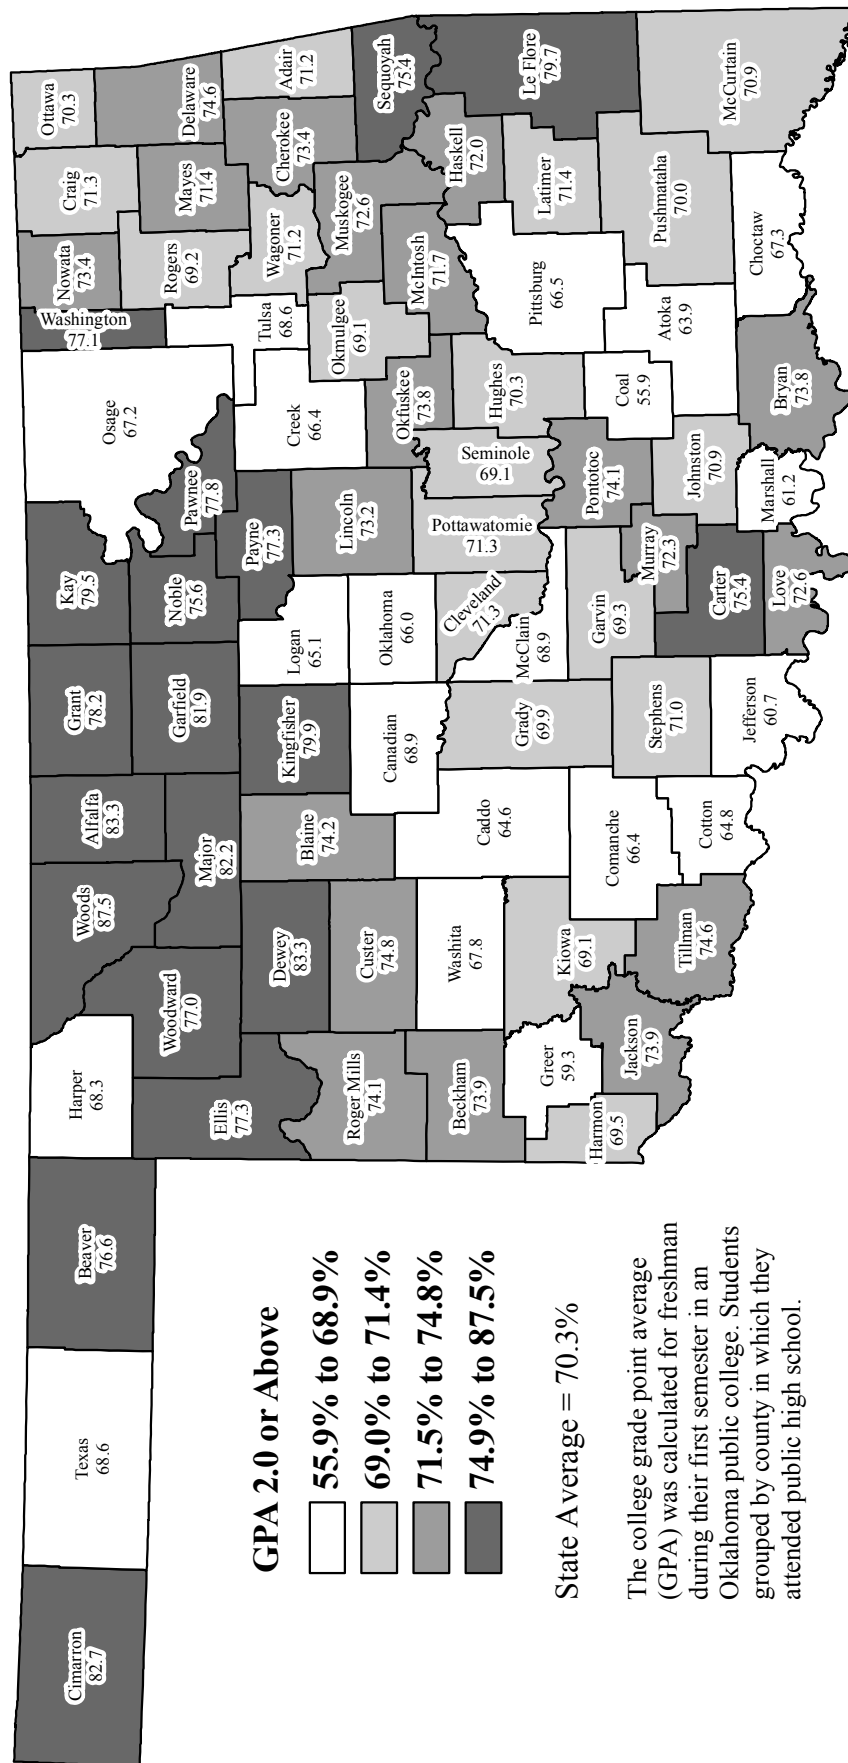 Cimarron
82.7
Texas
68.6
Beaver
76.6
Harper
68.3
Woods
87.5
Alfalfa
83.3
Grant
78.2
Kay
79.5
Osage
67.2
Washington
77.1
Nowata
73.4
Craig
71.3
Ottawa
70.3
Ellis
77.3
Woodward
77.0
Major
82.2
Garfield
81.9
Noble
75.6
Pawnee
77.8
Rogers
69.2
Mayes
71.4
Delaware
74.6
Roger Mills
74.1
Dewey
83.3
Custer
74.8
Blaine
74.2
Kingfisher
79.9
Logan
65.1
Payne
77.3
Lincoln
73.2
Creek
66.4
Tulsa
68.6
Wagoner
71.2
Cherokee
73.4
Adair
71.2
Beckham
73.9
Washita
67.8
Caddo
64.6
Canadian
68.9
Oklahoma
66.0
Cleveland
71.3
Pottawatomie
71.3
Seminole
69.1
Okfuskee
73.8
Okmulgee
69.1
Muskogee
72.6
McIntosh
71.7
Sequoyah
75.4
Haskell
72.0
Harmon
69.5
Greer
59.3
Kiowa
69.1
Jackson
73.9
Tillman
74.6
Comanche
66.4
Cotton
64.8
Grady
69.9
Stephens
71.0
Jefferson
60.7
McClain
68.9
Garvin
69.3
Murray
72.3
Carter
75.4
Love
72.6
Pontotoc
74.1
Johnston
70.9
Marshall
61.2
Hughes
70.3
Coal
55.9
Pittsburg
66.5
Atoka
63.9
Bryan
73.8
Latimer
71.4
Le Flore
79.7
Pushmataha
70.0
Choctaw
67.3
McCurtain
70.9
GPA 2.0 or Above
55.9% to 68.9%
69.0% to 71.4%
71.5% to 74.8%
74.9% to 87.5%
State Average = 70.3%
The college grade point average
(GPA) was calculated for freshman
during their first semester in an
Oklahoma public college. Students
grouped by county in which they
attended public high school.